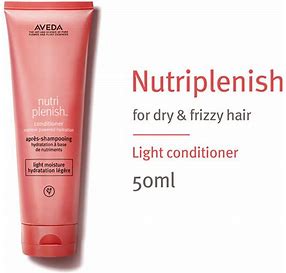 AVEDA
nutri
plenish™
conditioner
après-shampooing
hydratation à base
de nutriments
light moisture
hydratation légère
Nutriplenish
for dry & frizzy hair
Light conditioner
50ml